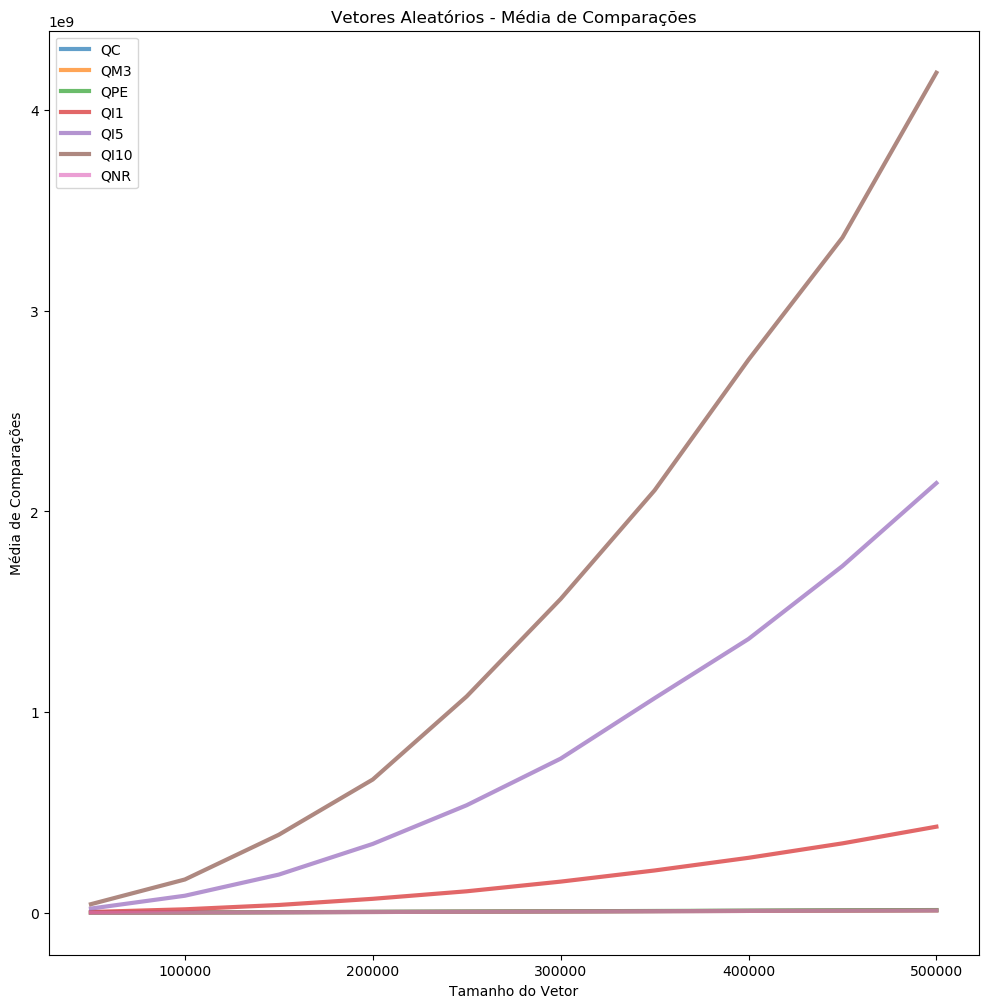 Vetores Aleatórios - Média de Comparações
1e9
QC
QM3
QPE
QI1
QI5
QI10
QNR
4
3
2
1
0
Média de Comparações
100000 200000 300000 400000 500000
Tamanho do Vetor